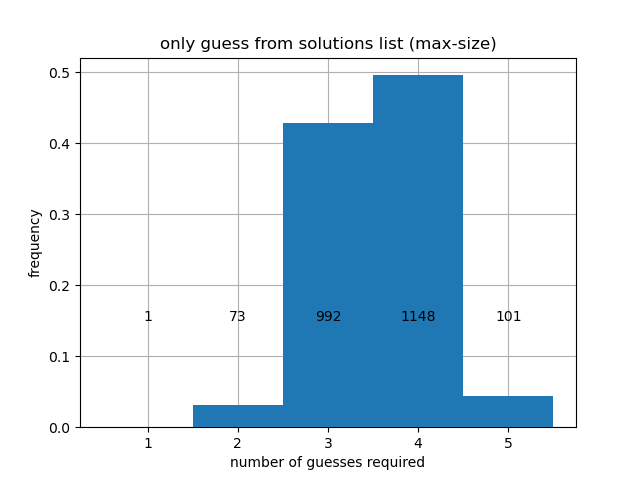 only guess from solutions list (max-size)
frequency
0.5
0.4
0.3
0.2
0.1
0.0
1 73 992 1148 101
1 2 3 4 5
number of guesses required